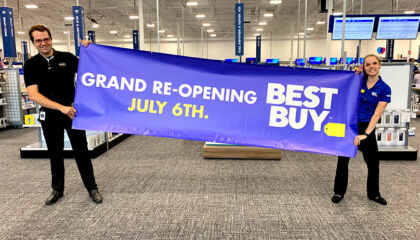 GRAND RE-OPENING
JULY 6TH.
BEST
BUY